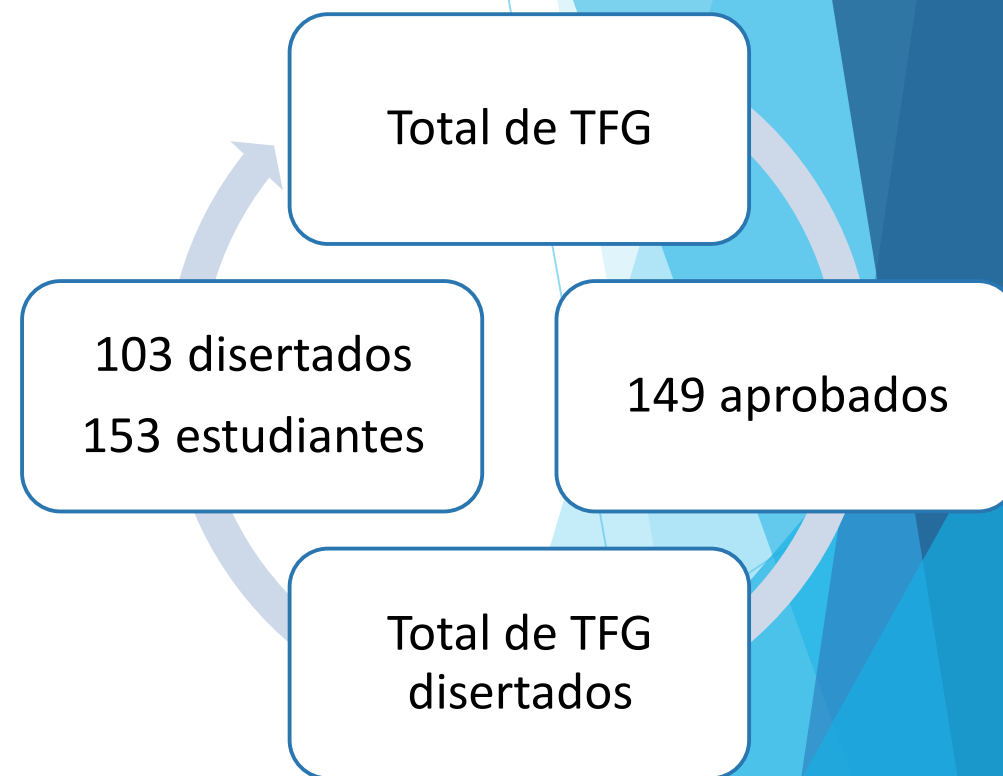 Total de TFG
149 aprobados
Total de TFG
disertados
103 disertados
153 estudiantes